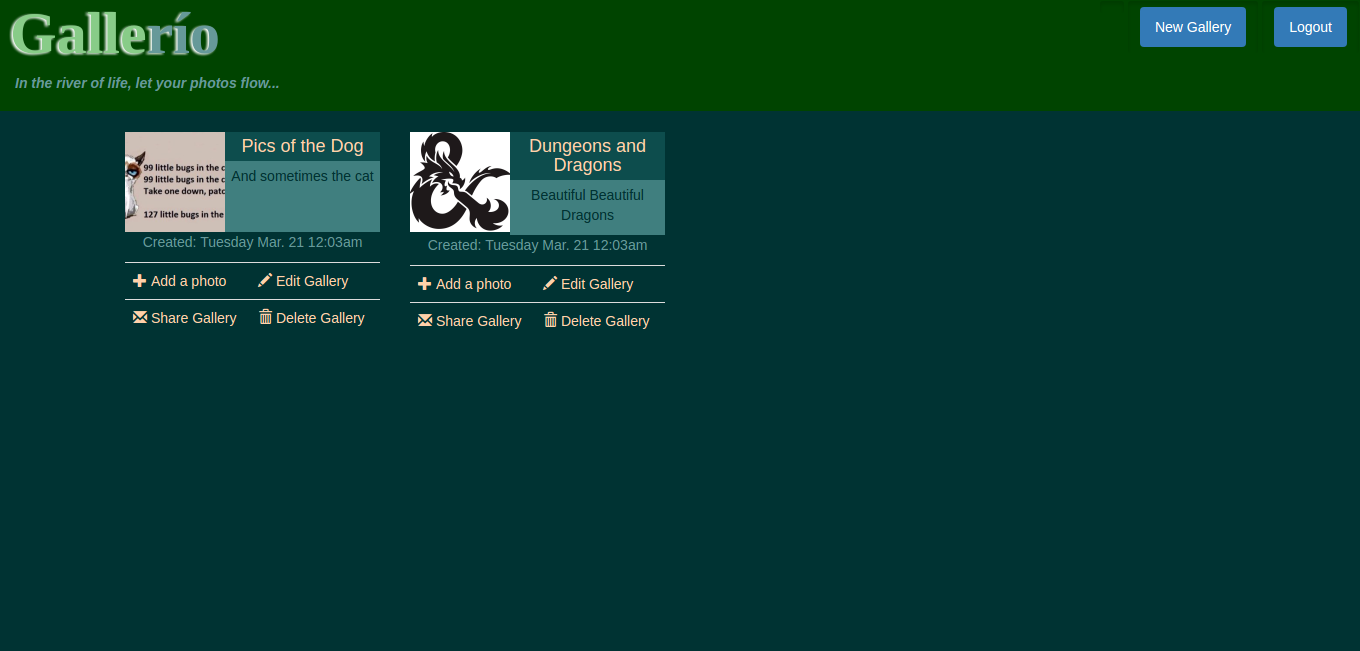 Gallerío
In the river of life, let your photos flow...
New Gallery
Logout
99 little bugs in the
99 little bugs in the
Take one down,
127 little bugs in the
Pics of the Dog
And sometimes the cat
Created: Tuesday Mar. 21 12:03am
Add a photo
Edit Gallery
Share Gallery
Delete Gallery
Dungeons and
Dragons
Beautiful Beautiful
Dragons
Created: Tuesday Mar. 21 12:03am
Add a photo
Edit Gallery
Share Gallery
Delete Gallery